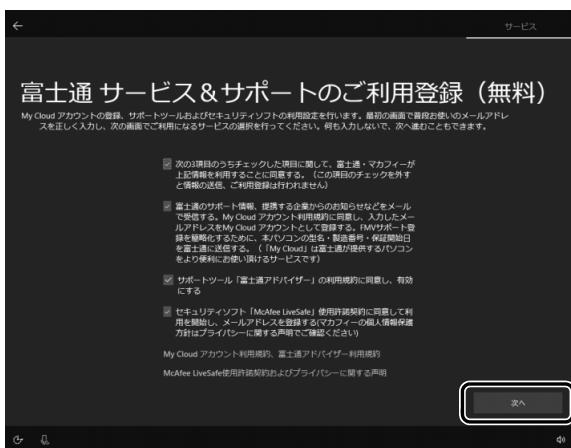 サービス
富士通 サービス＆サポートのご利用登録（無料）
My Cloud アカウントの登録、サポートツールおよびセキュリティソフトの利用設定を行います。最初の画面で普段お使いのメールアドレ
スを正しく入力し、次の画面でご利用になるサービスの選択を行ってください。何も入力しないで、次へ進むこともできます。
次の3項目のうちチェックした項目に関して、富士通・マカフィーが
上記情報を利用することに同意する。（この項目のチェックを外す
と情報の送信、ご利用登録は行われません）
富士通のサポート情報、提携する企業からのお知らせなどをメール
で受信する。My Cloud アカウント利用規約に同意し、入力したメー
ルアドレスをMy Cloud アカウントとして登録する。FMVサポート登
録を簡略化するために、本パソコンの型名・製造番号・保証開始日
を富士通に送信する。（「My Cloud」は富士通が提供するパソコン
をより便利にお使い頂けるサービスです）
サポートツール「富士通アドバイザー」の利用規約に同意し、有効
にする
セキュリティソフト「McAfee LiveSafe」使用許諾契約に同意して利
用を開始し、メールアドレスを登録する(マカフィーの個人情報保護
方針はプライバシーに関する声明でご確認ください)
My Cloud アカウント利用規約、富士通アドバイザー利用規約
McAfee LiveSafe使用許諾契約およびプライバシーに関する声明
次へ